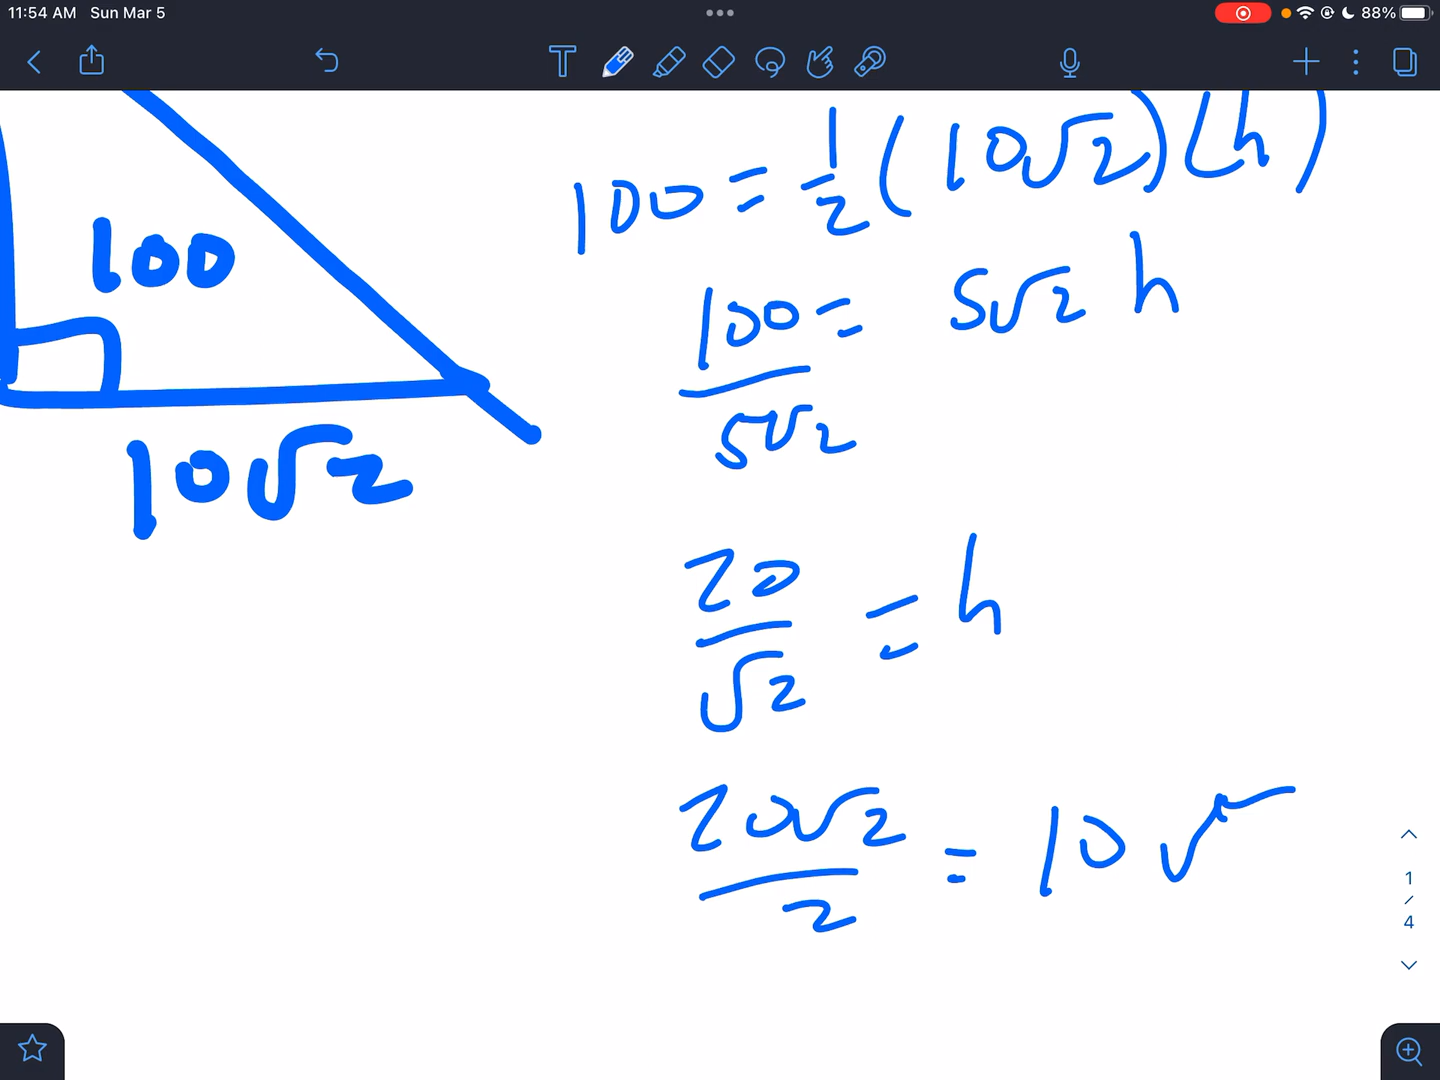 11:54 AM Sun Mar 5
88%
T
100 = 1/2 (10√2)(h)
100
100 = 5√2 h
5√2
10√2
20/√2 = h
20√2/2 = 10√
1
/
4